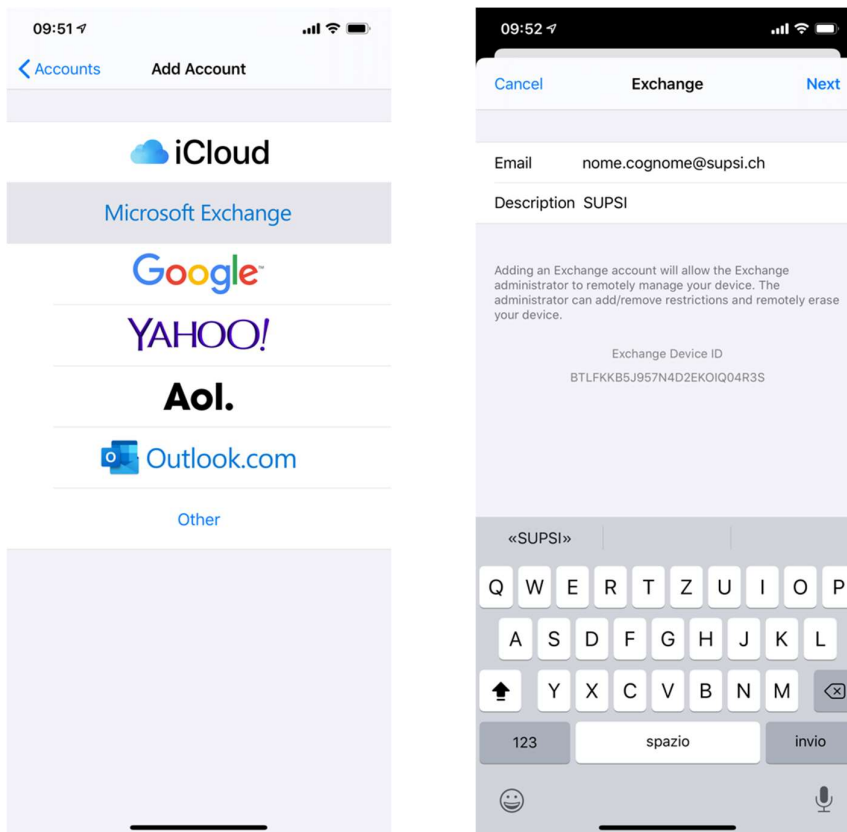 09:51
Accounts
Add Account
iCloud
Microsoft Exchange
Google™
YAHOO!
Aol.
Outlook.com
Other
09:52
Cancel
Exchange
Next
Email nome.cognome@supsi.ch
Description SUPSI
Adding an Exchange account will allow the Exchange
administrator to remotely manage your device. The
administrator can add/remove restrictions and remotely erase
your device.
Exchange Device ID
BTLFKKB5J957N4D2EKOIQ04R3S
«SUPSI»
Q W E R T Z U I O P
A S D F G H J K L
Y X C V B N M
123 spazio invio